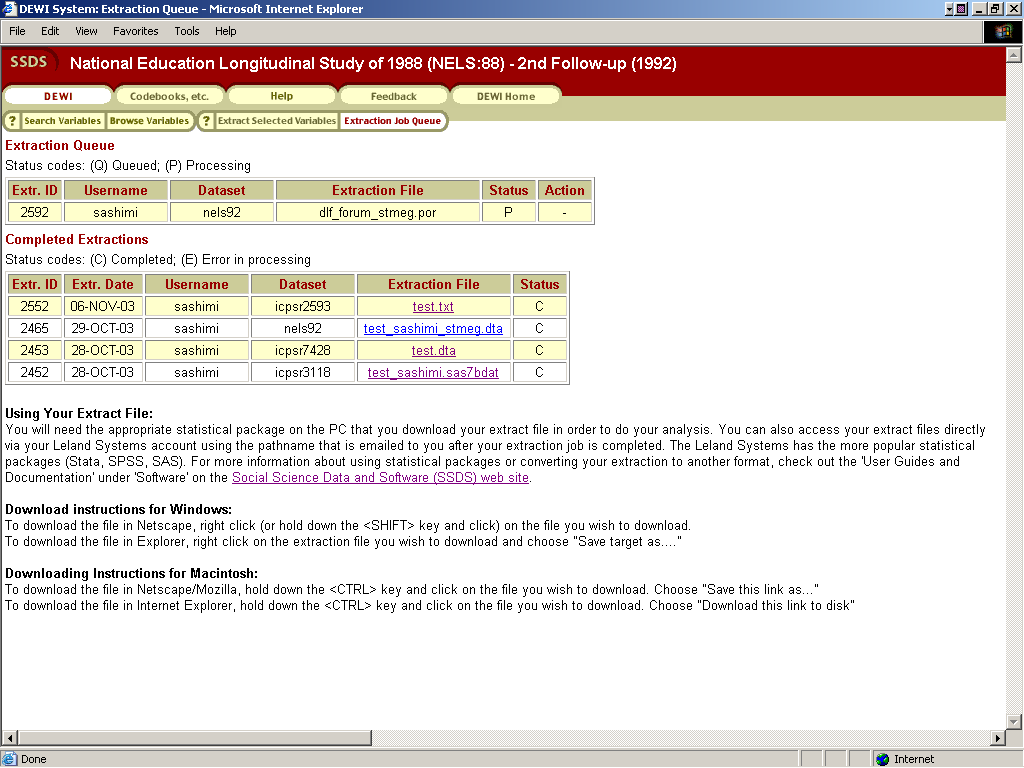 DEWI System: Extraction Queue - Microsoft Internet Explorer
File Edit View Favorites Tools Help
SSDS National Education Longitudinal Study of 1988 (NELS:88) - 2nd Follow-up (1992)
DEWI Codebooks, etc. Help Feedback DEWI Home
? Search Variables Browse Variables ? Extract Selected Variables Extraction Job Queue
Extraction Queue
Status codes: (Q) Queued; (P) Processing
Extr. ID Username Dataset Extraction File Status Action
2592 sashimi nels92 dlf_forum_stmeg.por P -
Completed Extractions
Status codes: (C) Completed; (E) Error in processing
Extr. ID Extr. Date Username Dataset Extraction File Status
2552 06-NOV-03 sashimi icpsr2593 test.txt C
2465 29-OCT-03 sashimi nels92 test_sashimi_stmeg.dta C
2453 28-OCT-03 sashimi icpsr7428 test.dta C
2452 28-OCT-03 sashimi icpsr3118 test_sashimi.sas7bdat C
Using Your Extract File:
You will need the appropriate statistical package on the PC that you download your extract file in order to do your analysis. You can also access your extract files directly
via your Leland Systems account using the pathname that is emailed to you after your extraction job is completed. The Leland Systems has the more popular statistical
packages (Stata, SPSS, SAS). For more information about using statistical packages or converting your extraction to another format, check out the 'User Guides and
Documentation' under 'Software' on the Social Science Data and Software (SSDS) web site.
Download instructions for Windows:
To download the file in Netscape, right click (or hold down the <SHIFT> key and click) on the file you wish to download.
To download the file in Explorer, right click on the extraction file you wish to download and choose "Save target as...."
Downloading Instructions for Macintosh:
To download the file in Netscape/Mozilla, hold down the <CTRL> key and click on the file you wish to download. Choose "Save this link as..."
To download the file in Internet Explorer, hold down the <CTRL> key and click on the file you wish to download. Choose "Download this link to disk"
Done Internet